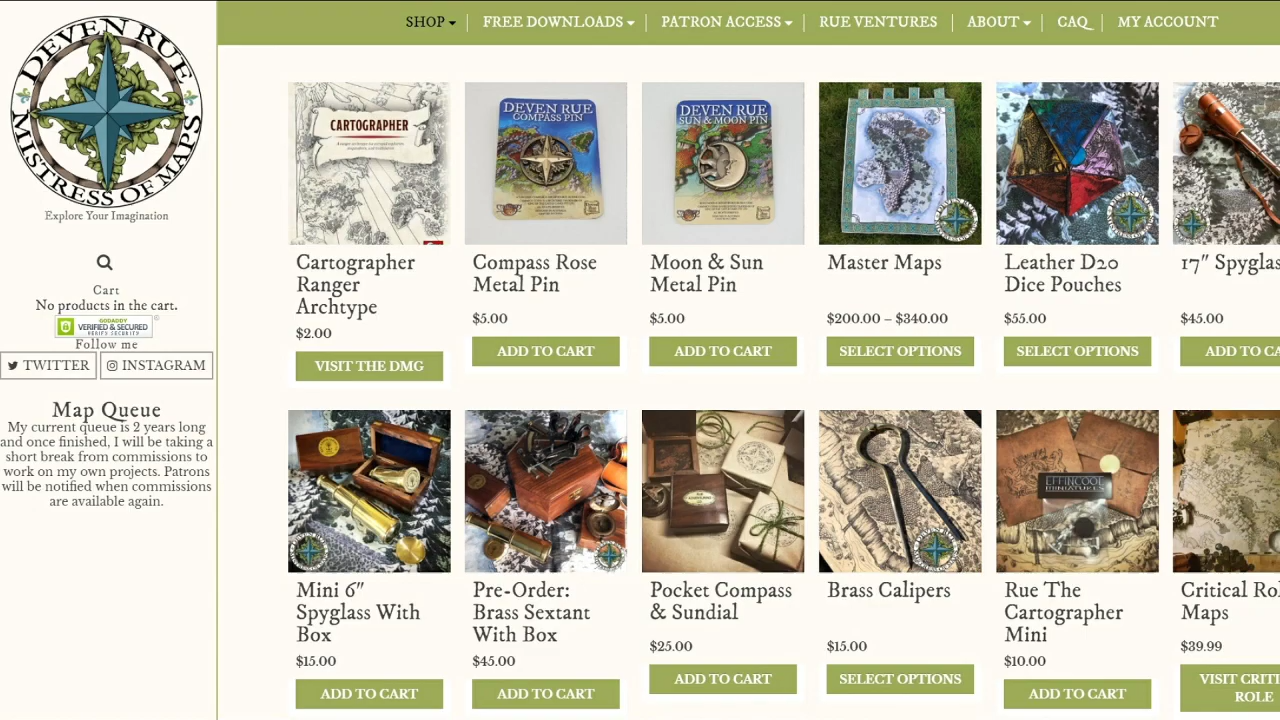 DEVEN RUE
MISTRESS OF MAPS
Explore Your Imagination
Cart
No products in the cart.
GODADDY
VERIFIED & SECURED
VERIFY SECURITY
Follow me
TWITTER
INSTAGRAM
Map Queue
My current queue is 2 years long
and once finished, I will be taking a
short break from commissions to
work on my own projects. Patrons
will be notified when commissions
are available again.
SHOP
FREE DOWNLOADS
PATRON ACCESS
RUE VENTURES
ABOUT
CAQ
MY ACCOUNT
CARTOGRAPHER
DEVEN RUE
COMPASS PIN
DEVEN RUE
SUN & MOON PIN
Cartographer
Ranger
Archtype
$2.00
VISIT THE DMG
Compass Rose
Metal Pin
$5.00
ADD TO CART
Moon & Sun
Metal Pin
$5.00
ADD TO CART
Master Maps
$200.00 – $340.00
SELECT OPTIONS
Leather D20
Dice Pouches
$55.00
SELECT OPTIONS
17" Spyglas
$45.00
ADD TO CA
Mini 6"
Spyglass With
Box
$15.00
ADD TO CART
Pre-Order:
Brass Sextant
With Box
$45.00
ADD TO CART
Pocket Compass
& Sundial
$25.00
ADD TO CART
Brass Calipers
$15.00
SELECT OPTIONS
EFFINCOOL
MINIATURES
Rue The
Cartographer
Mini
$10.00
ADD TO CART
Critical Rol
Maps
$39.99
VISIT CRITI
ROLE